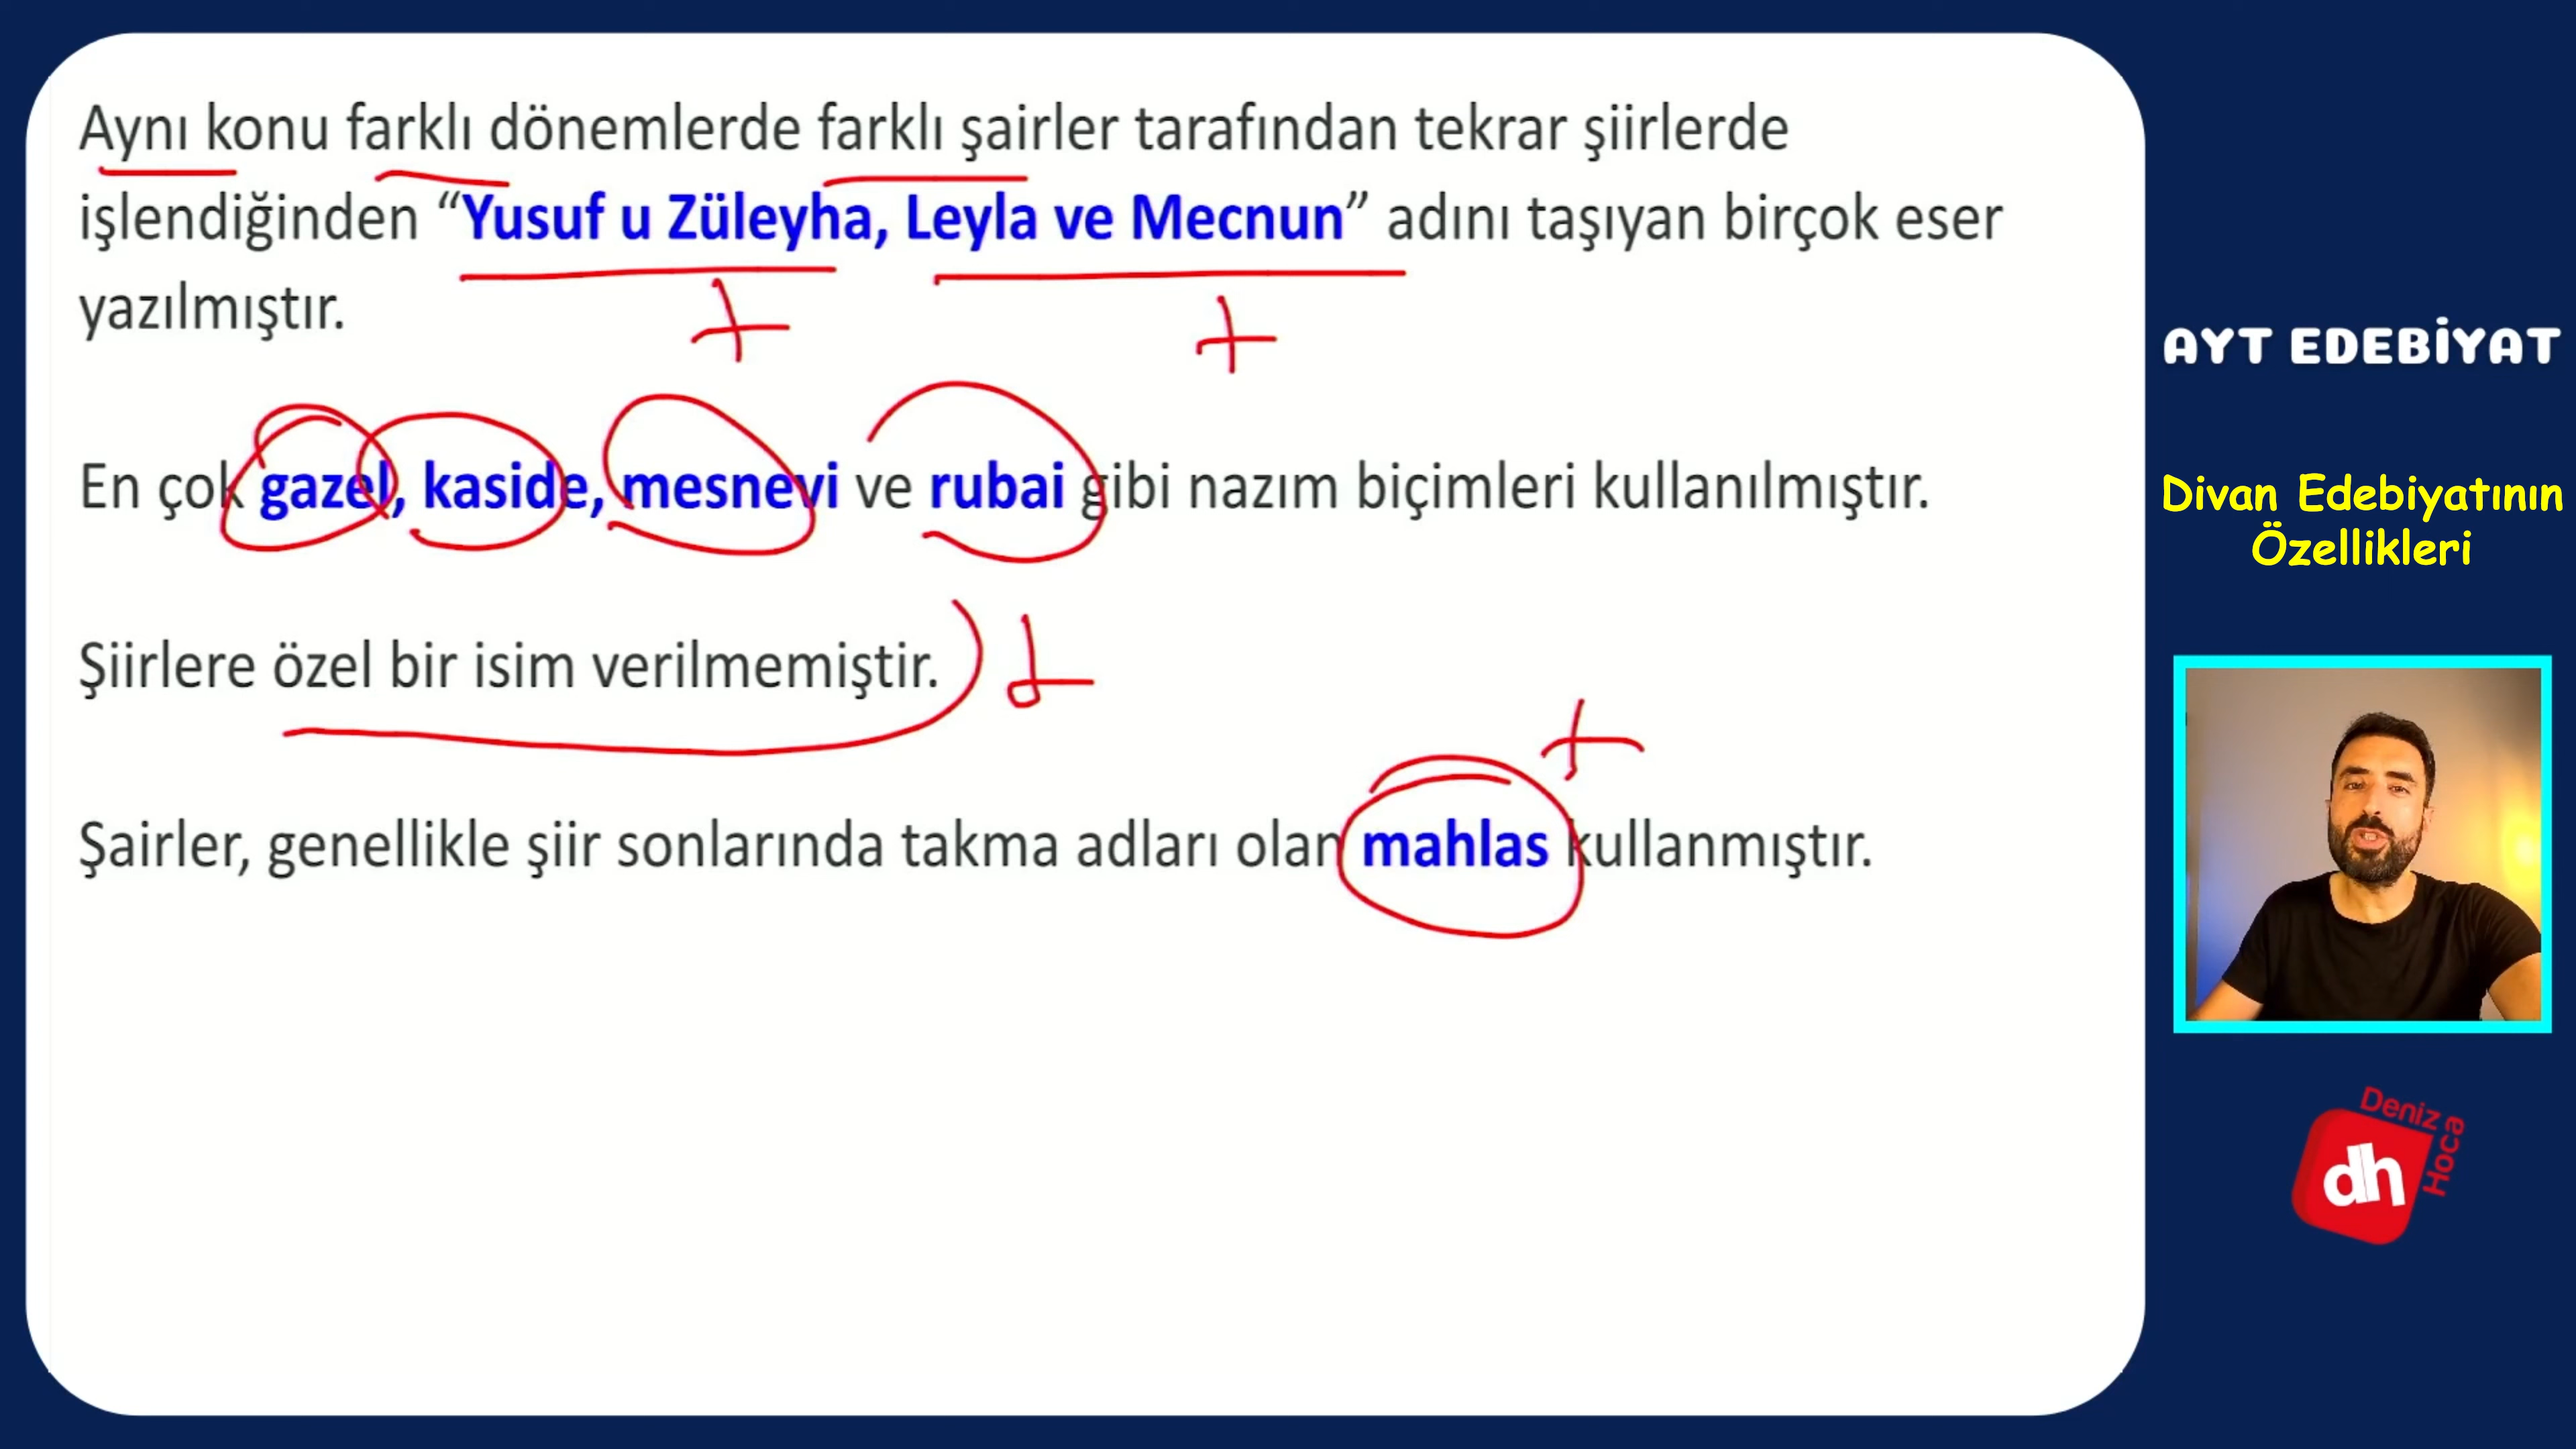 Aynı konu farklı dönemlerde farklı şairler tarafından tekrar şiirlerde
işlendiğinden “Yusuf u Züleyha, Leyla ve Mecnun” adını taşıyan birçok eser
yazılmıştır.
En çok gazel, kaside, mesnevi ve rubai gibi nazım biçimleri kullanılmıştır.
Şiirlere özel bir isim verilmemiştir.
Şairler, genellikle şiir sonlarında takma adları olan mahlas kullanmıştır.
AYT EDEBİYAT
Divan Edebiyatının
Özellikleri
Deniz
Hoca
dh